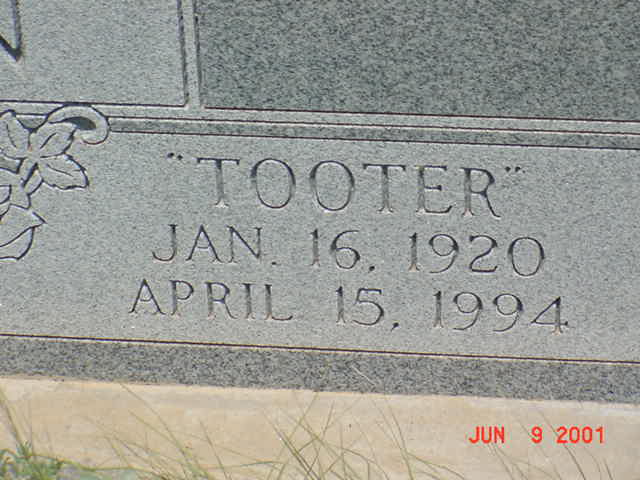 "TOOTER"
JAN. 16, 1920
APRIL 15, 1994
JUN 9 2001